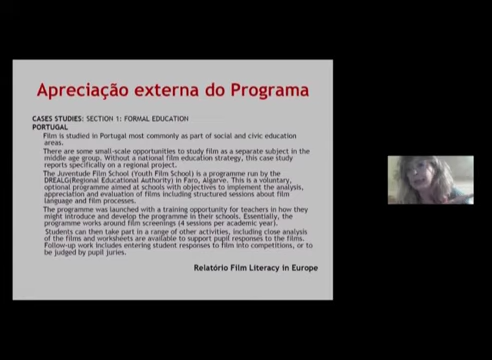 Apreciação externa do Programa
CASES STUDIES: SECTION 1: FORMAL EDUCATION
PORTUGAL
Film is studied in Portugal most commonly as part of social and civic education
areas.
There are some small-scale opportunities to study film as a separate subject in the
middle age group. Without a national film education strategy, this case study
reports specifically on a regional project.
The Juventude Film School (Youth Film School) is a programme run by the
DREALG(Regional Educational Authority) in Faro, Algarve. This is a voluntary,
optional programme aimed at schools with objectives to implement the analysis,
appreciation and evaluation of films including structured sessions about film
language and film processes.
The programme was launched with a training opportunity for teachers in how they
might introduce and develop the programme in their schools. Essentially, the
programme works around film screenings (4 sessions per academic year).
Students can then take part in a range of other activities, including close analysis
of the films and worksheets are available to support pupil responses to the films.
Follow-up work includes entering student responses to film into competitions, or to
be judged by pupil juries.
Relatório Film Literacy in Europe